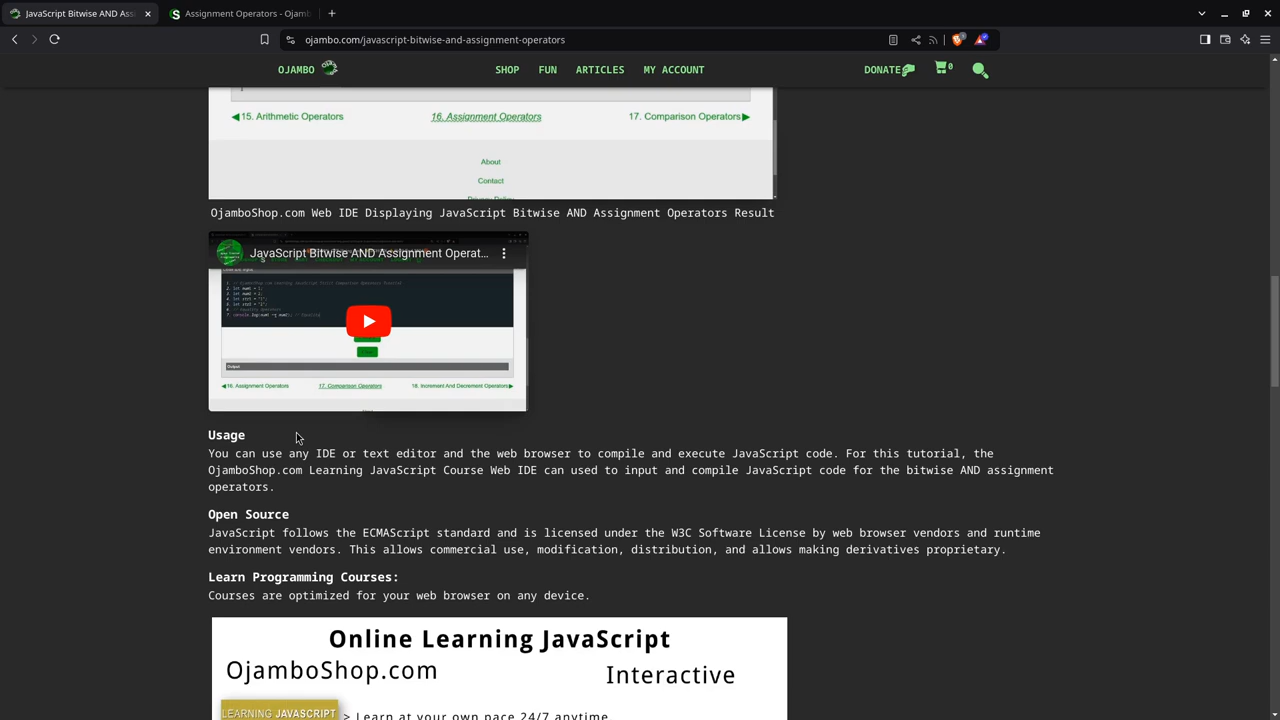 JavaScript Bitwise AND Assi
Assignment Operators - Ojamb
ojambo.com/javascript-bitwise-and-assignment-operators
OJAMBO
SHOP
FUN
ARTICLES
MY ACCOUNT
DONATE
0
15. Arithmetic Operators
16. Assignment Operators
17. Comparison Operators
About
Contact
Privacy Policy
OjamboShop.com Web IDE Displaying JavaScript Bitwise AND Assignment Operators Result
JavaScript Bitwise AND Assignment Operat...
Output
16. Assignment Operators
17. Comparison Operators
18. Increment And Decrement Operators
Usage
You can use any IDE or text editor and the web browser to compile and execute JavaScript code. For this tutorial, the
OjamboShop.com Learning JavaScript Course Web IDE can used to input and compile JavaScript code for the bitwise AND assignment
operators.
Open Source
JavaScript follows the ECMAScript standard and is licensed under the W3C Software License by web browser vendors and runtime
environment vendors. This allows commercial use, modification, distribution, and allows making derivatives proprietary.
Learn Programming Courses:
Courses are optimized for your web browser on any device.
Online Learning JavaScript
OjamboShop.com
Interactive
LEARNING JAVASCRIPT
> Learn at your own pace 24/7 anytime